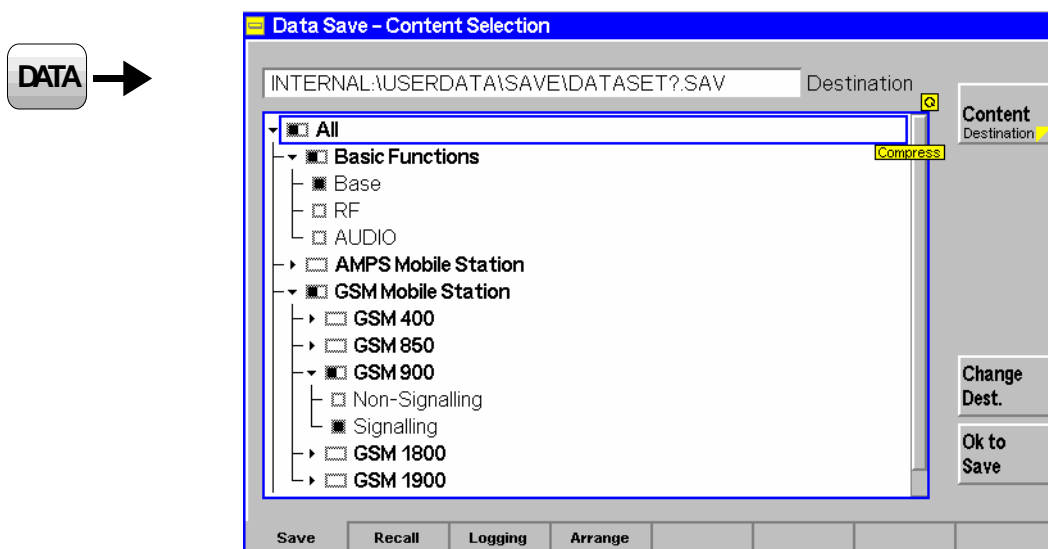 DATA
Data Save – Content Selection
INTERNAL:\USERDATA\SAVE\DATASET?.SAV Destination
Content
Destination
All
Compress
Basic Functions
Base
RF
AUDIO
AMPS Mobile Station
GSM Mobile Station
GSM 400
GSM 850
GSM 900
Non-Signalling
Signalling
GSM 1800
GSM 1900
Change
Dest.
Ok to
Save
Save Recall Logging Arrange